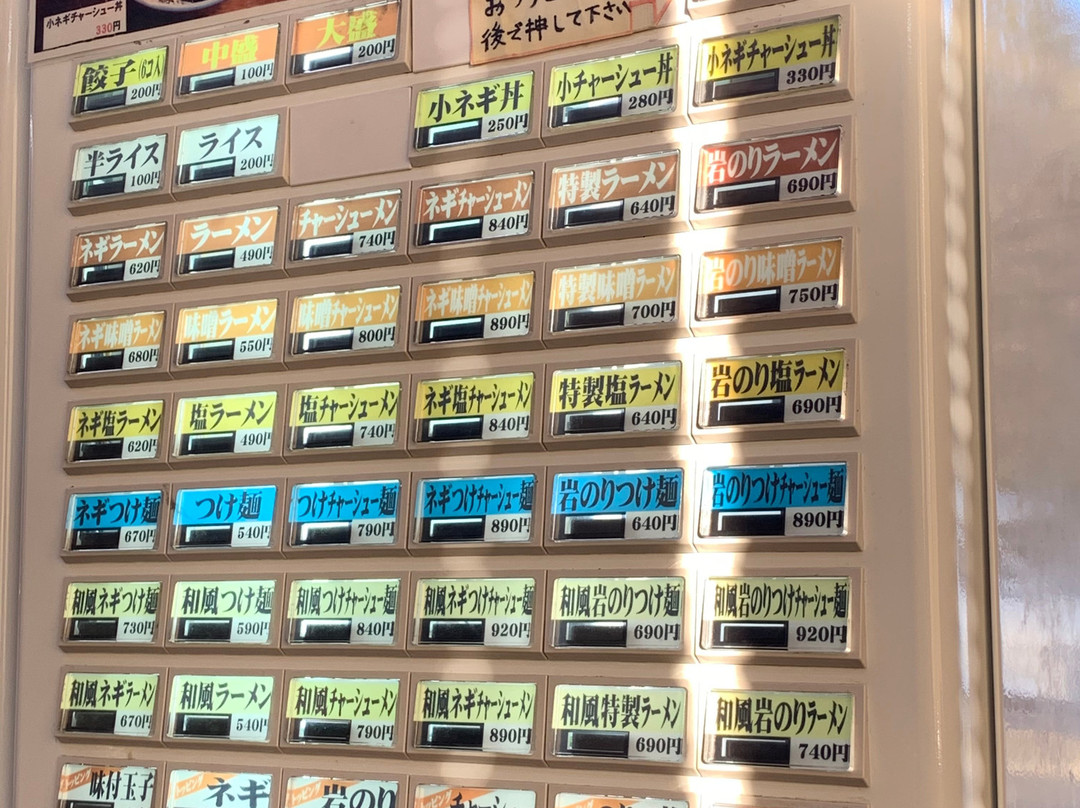 小ネギチャーシュー丼
330円
後で押して下さい
餃子(6コ入
200円
中盛
100円
大盛
200円
小ネギ丼
250円
小チャーシュー丼
280円
小ネギチャーシュー丼
330円
半ライス
100円
ライス
200円
ネギラーメン
620円
ラーメン
490円
チャーシューメン
740円
ネギチャーシューメン
840円
特製ラーメン
640円
岩のりラーメン
690円
ネギ味噌ラーメン
680円
味噌ラーメン
550円
味噌チャーシューメン
800円
ネギ味噌チャーシューメン
890円
特製味噌ラーメン
700円
岩のり味噌ラーメン
750円
ネギ塩ラーメン
620円
塩ラーメン
490円
塩チャーシューメン
740円
ネギ塩チャーシューメン
840円
特製塩ラーメン
640円
岩のり塩ラーメン
690円
ネギつけ麺
670円
つけ麺
540円
つけチャーシュー麺
790円
ネギつけチャーシュー麺
890円
岩のりつけ麺
640円
岩のりつけチャーシュー麺
890円
和風ネギつけ麺
730円
和風つけ麺
590円
和風つけチャーシュー麺
840円
和風ネギつけチャーシュー麺
920円
和風岩のりつけ麺
690円
和風岩のりつけチャーシュー麺
920円
和風ネギラーメン
670円
和風ラーメン
540円
和風チャーシューメン
790円
和風ネギチャーシューメン
890円
和風特製ラーメン
690円
和風岩のりラーメン
740円
トッピング
味付玉子
トッピング
ネギ
トッピング
岩のり
トッピング